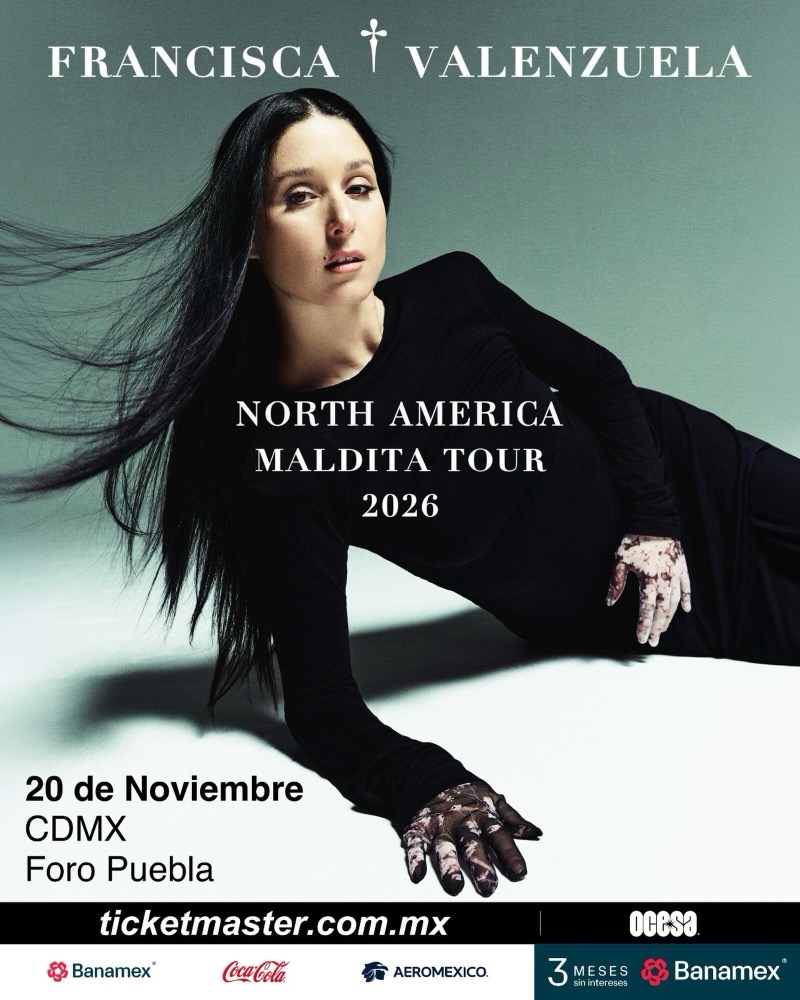 FRANCISCA † VALENZUELA
NORTH AMERICA
MALDITA TOUR
2026
20 de Noviembre
CDMX
Foro Puebla
ticketmaster.com.mx | ocesa
Banamex® Coca-Cola AEROMEXICO. 3 MESES sin intereses Banamex®